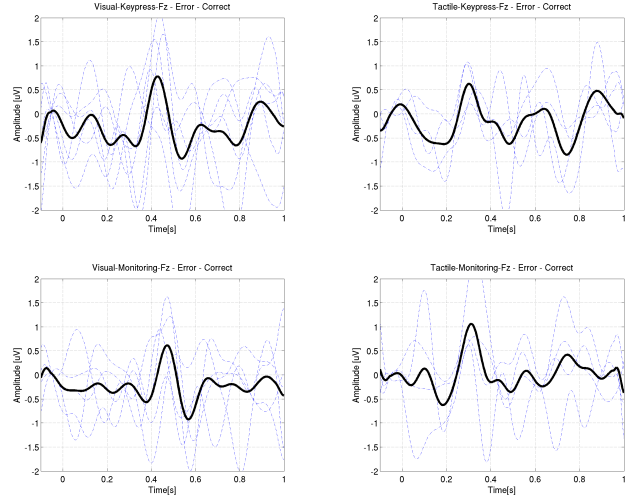 Visual-Keypress-Fz - Error - Correct
2
1.5
1
0.5
0
-0.5
-1
-1.5
-2
Amplitude [uV]
0 0.2 0.4 0.6 0.8 1
Time[s]
Tactile-Keypress-Fz - Error - Correct
2
1.5
1
0.5
0
-0.5
-1
-1.5
-2
Amplitude [uV]
0 0.2 0.4 0.6 0.8 1
Time[s]
Visual-Monitoring-Fz - Error - Correct
2
1.5
1
0.5
0
-0.5
-1
-1.5
-2
Amplitude [uV]
0 0.2 0.4 0.6 0.8 1
Time[s]
Tactile-Monitoring-Fz - Error - Correct
2
1.5
1
0.5
0
-0.5
-1
-1.5
-2
Amplitude [uV]
0 0.2 0.4 0.6 0.8 1
Time[s]